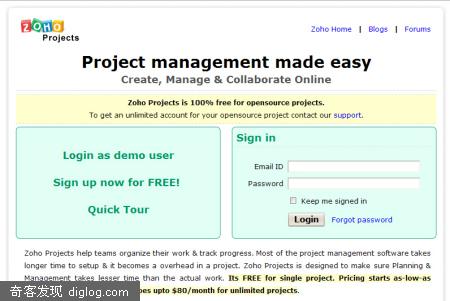 ZOHO
Projects
Zoho Home | Blogs | Forums
Project management made easy
Create, Manage & Collaborate Online
Zoho Projects is 100% free for opensource projects.
To get an unlimited account for your opensource project contact our support.
Login as demo user
Sign up now for FREE!
Quick Tour
Sign in
Email ID
Password
Keep me signed in
Login Forgot password
Zoho Projects help teams organize their work & track progress. Most of the project management software takes
longer time to setup & it becomes a overhead in a project. Zoho Projects is designed to make sure Planning &
Management takes lesser time than the actual work. Its FREE for single project. Pricing starts as-low-as
goes upto $80/month for unlimited projects.
奇客发现 diglog.com